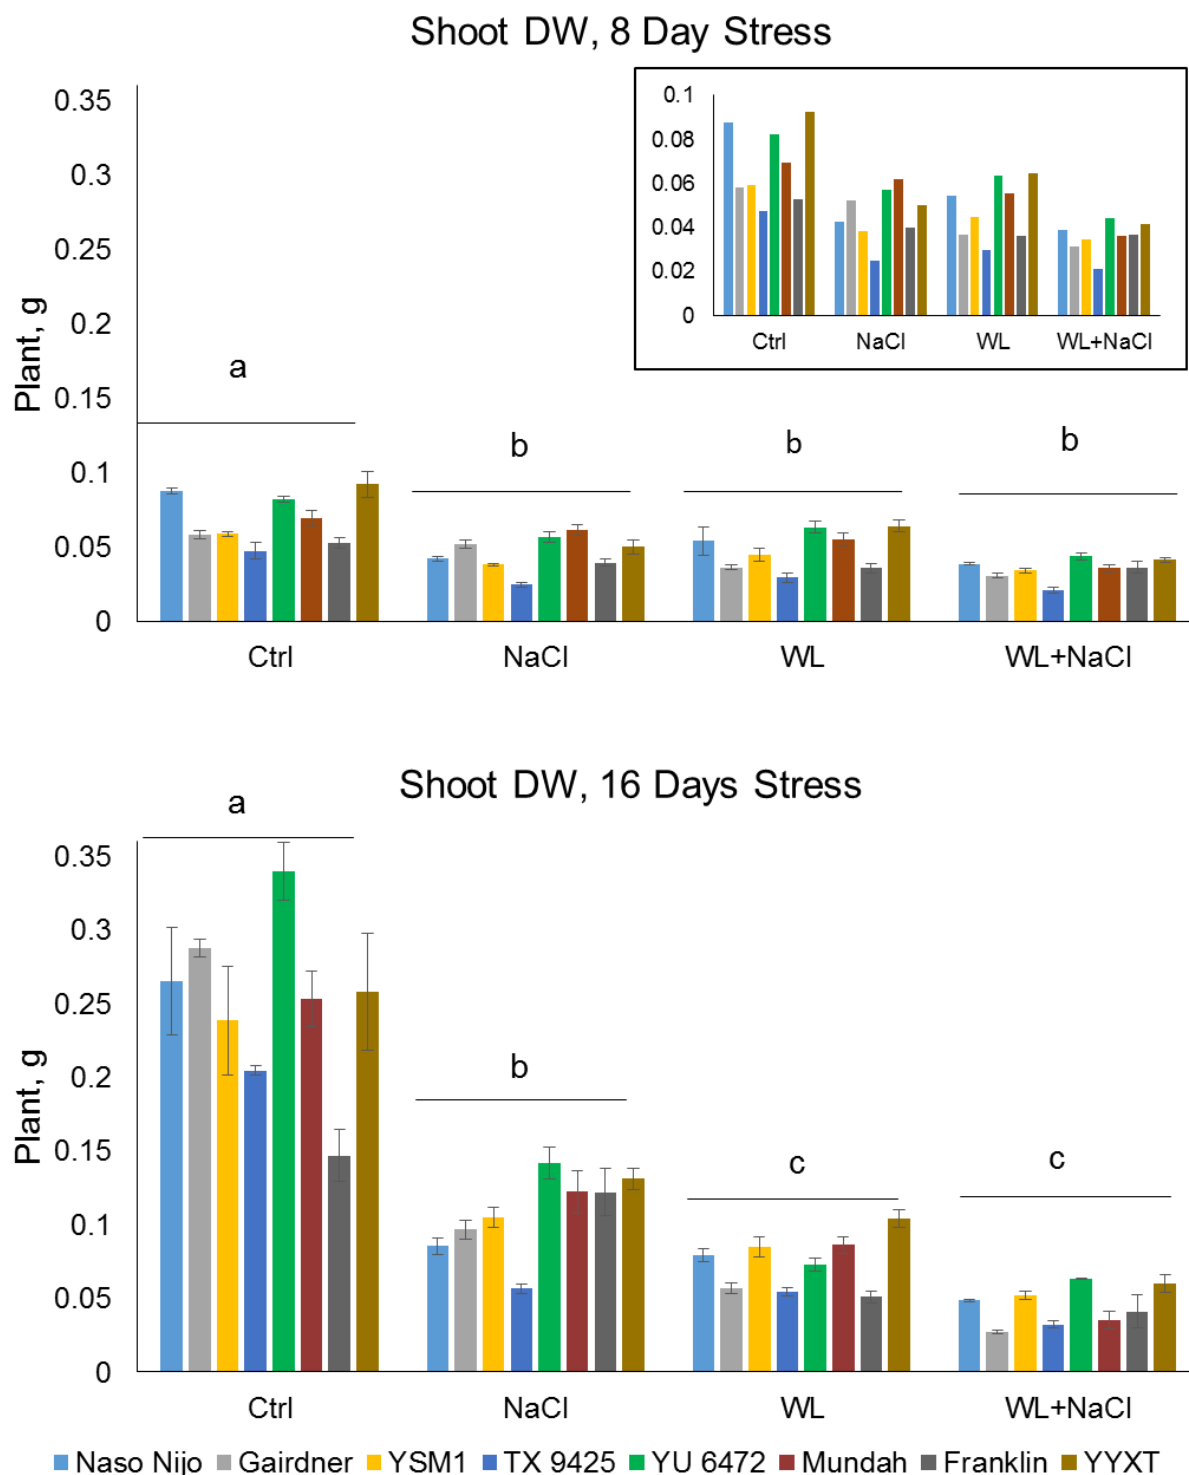 Shoot DW, 8 Day Stress
Plant, g
0.35
0.3
0.25
0.2
0.15
0.1
0.05
0
a
b
b
b
Ctrl NaCl WL WL+NaCl
0.1
0.08
0.06
0.04
0.02
0
Ctrl NaCl WL WL+NaCl
Shoot DW, 16 Days Stress
Plant, g
0.35
0.3
0.25
0.2
0.15
0.1
0.05
0
a
b
c
c
Ctrl NaCl WL WL+NaCl
Naso Nijo Gairdner YSM1 TX 9425 YU 6472 Mundah Franklin YYXT